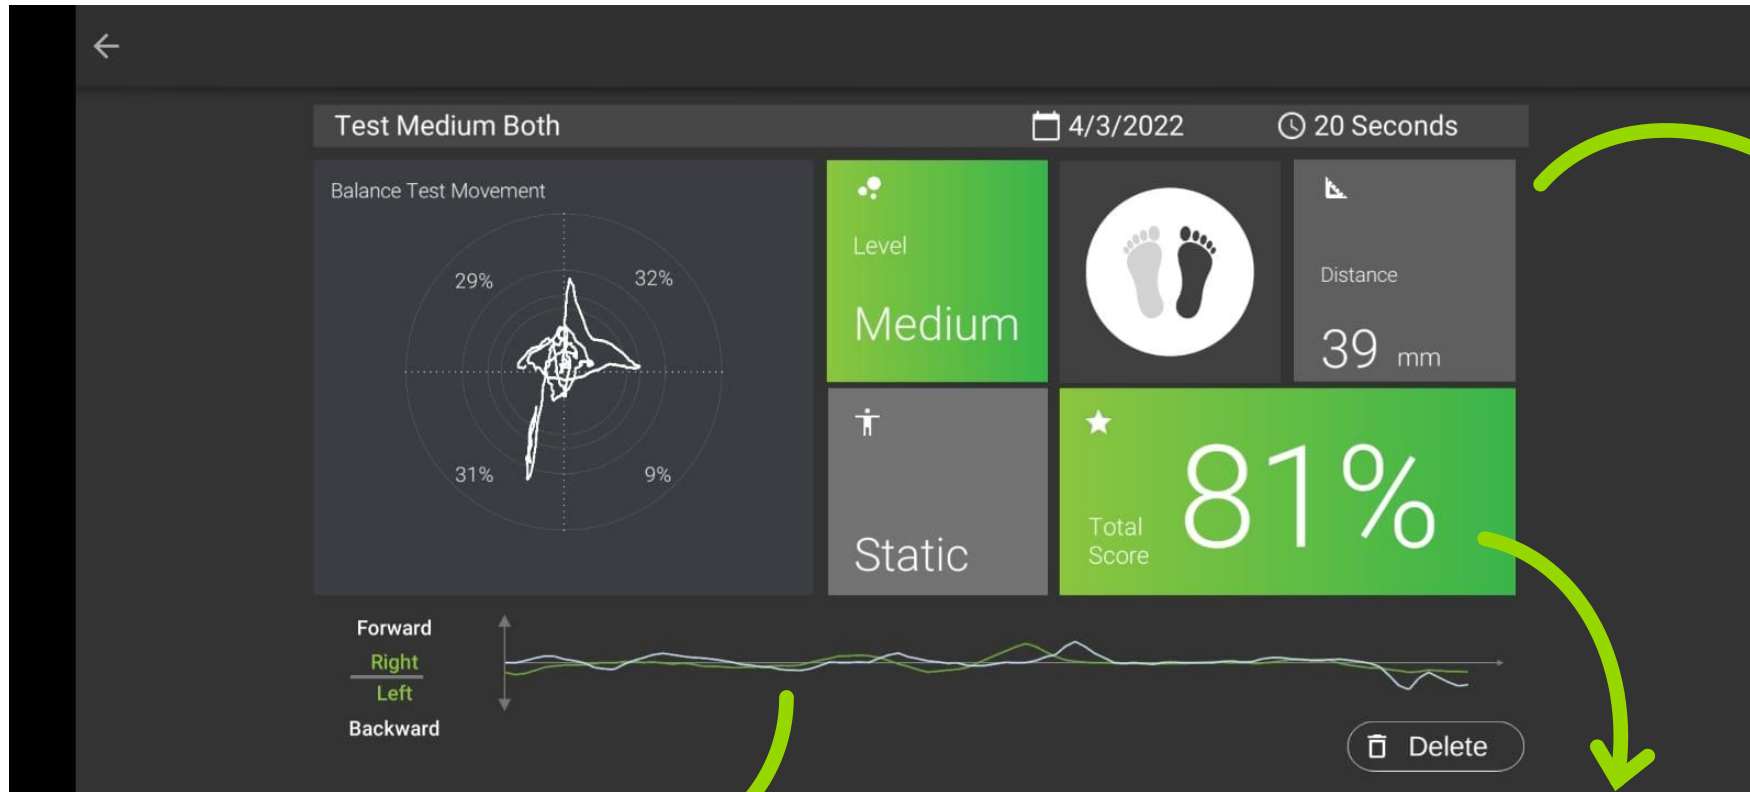 Test Medium Both
4/3/2022
20 Seconds
Balance Test Movement
29%
32%
31%
9%
Level
Medium
Distance
39 mm
Static
Total
Score
81%
Forward
Right
Left
Backward
Delete